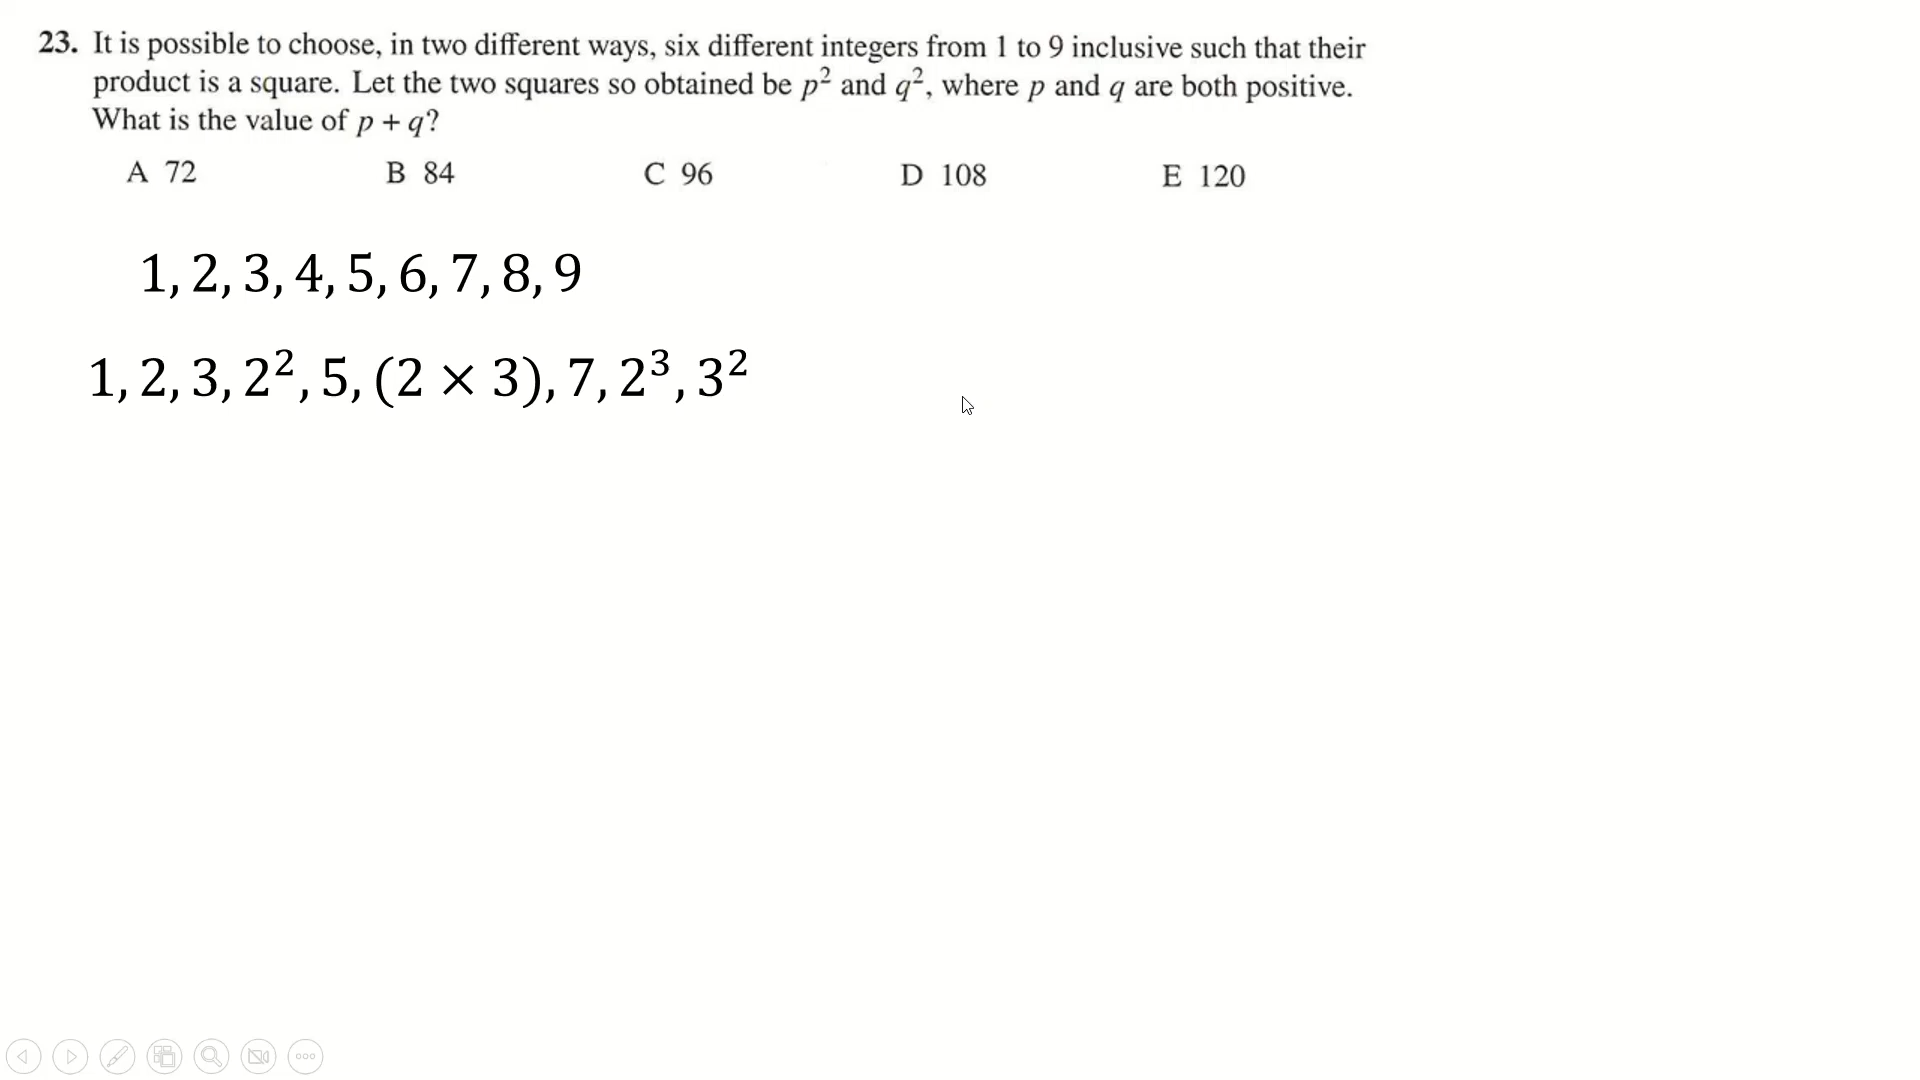 23. It is possible to choose, in two different ways, six different integers from 1 to 9 inclusive such that their
product is a square. Let the two squares so obtained be p² and q², where p and q are both positive.
What is the value of p + q?
A 72 B 84 C 96 D 108 E 120
1, 2, 3, 4, 5, 6, 7, 8, 9
1, 2, 3, 2², 5, (2 × 3), 7, 2³, 3²